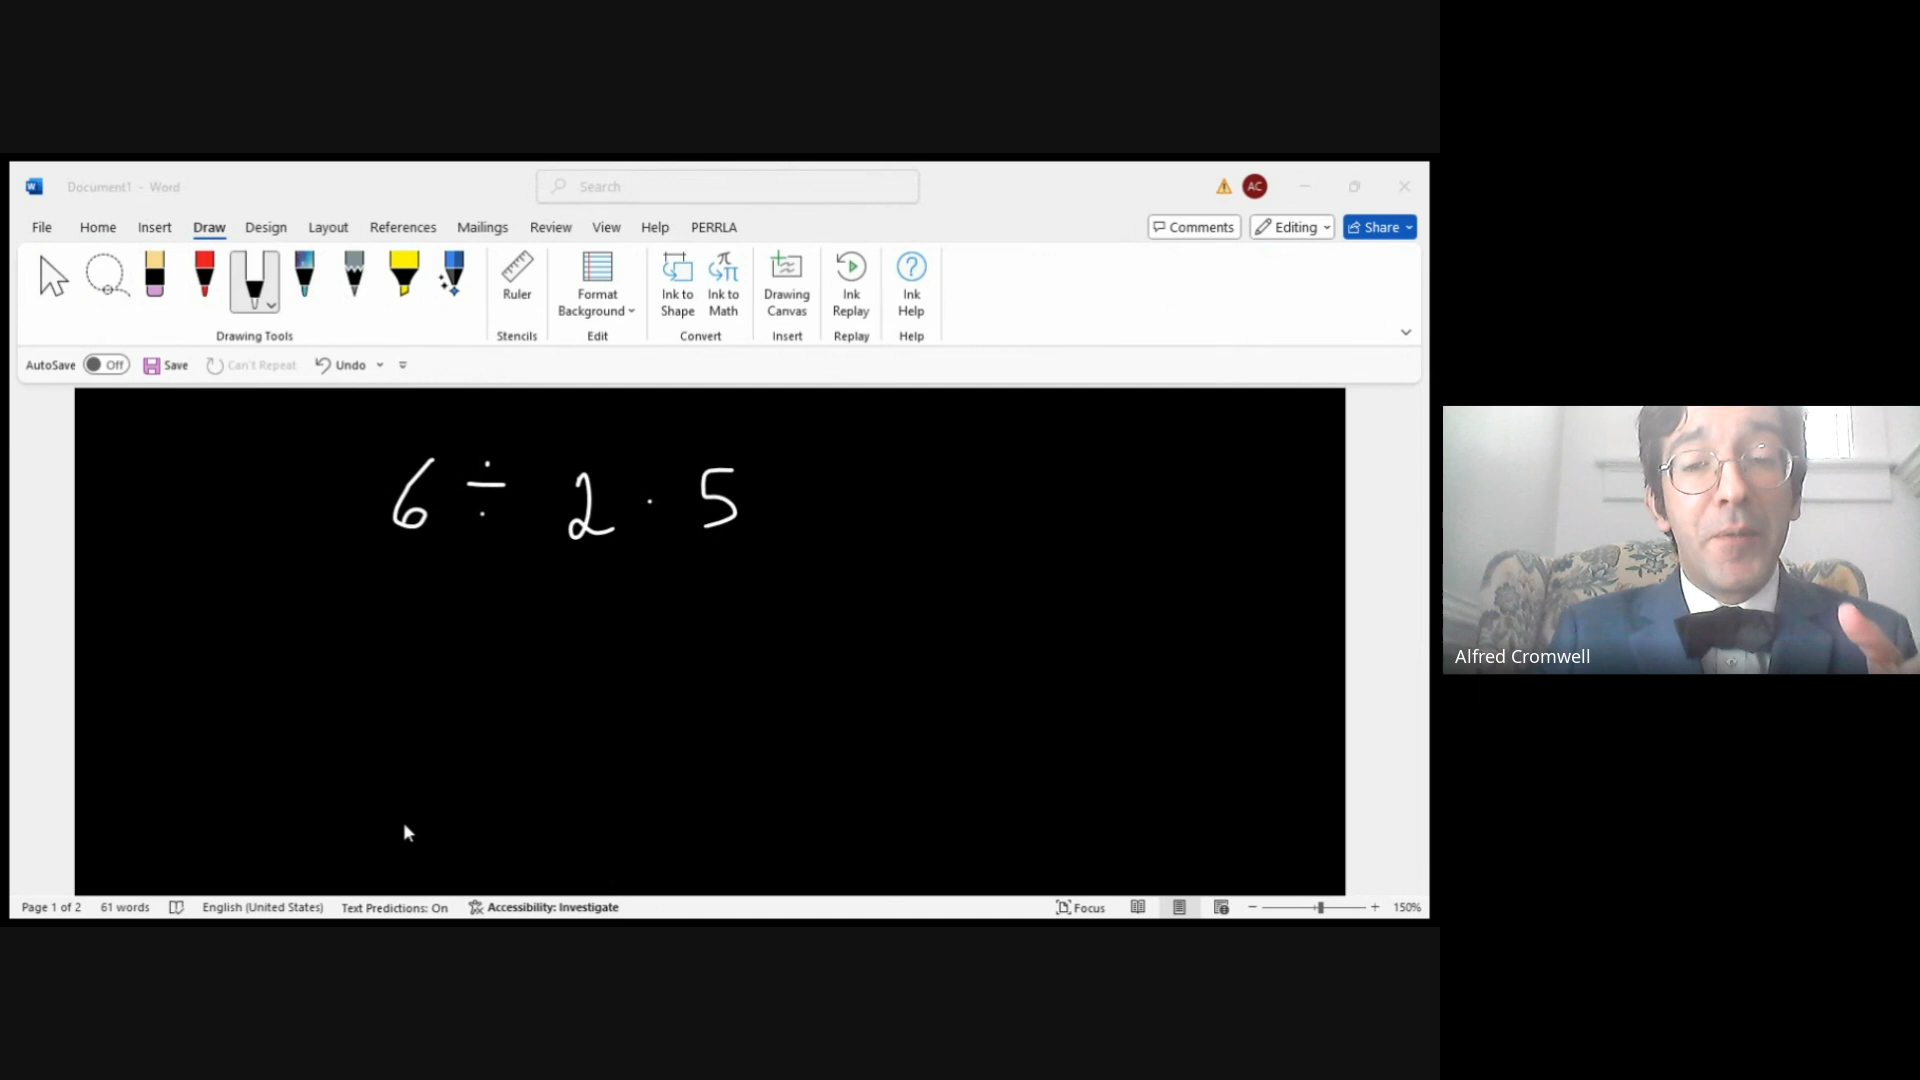 Document1 - Word
Search
AC
File Home Insert Draw Design Layout References Mailings Review View Help PERRLA
Comments Editing Share
Ruler
Format Background
Ink to Shape
Ink to Math
Drawing Canvas
Ink Replay
Ink Help
Drawing Tools Stencils Edit Convert Insert Replay Help
AutoSave Off Save Can't Repeat Undo
6 ÷ 2 · 5
Alfred Cromwell
Page 1 of 2 61 words English (United States) Text Predictions: On Accessibility: Investigate Focus 150%